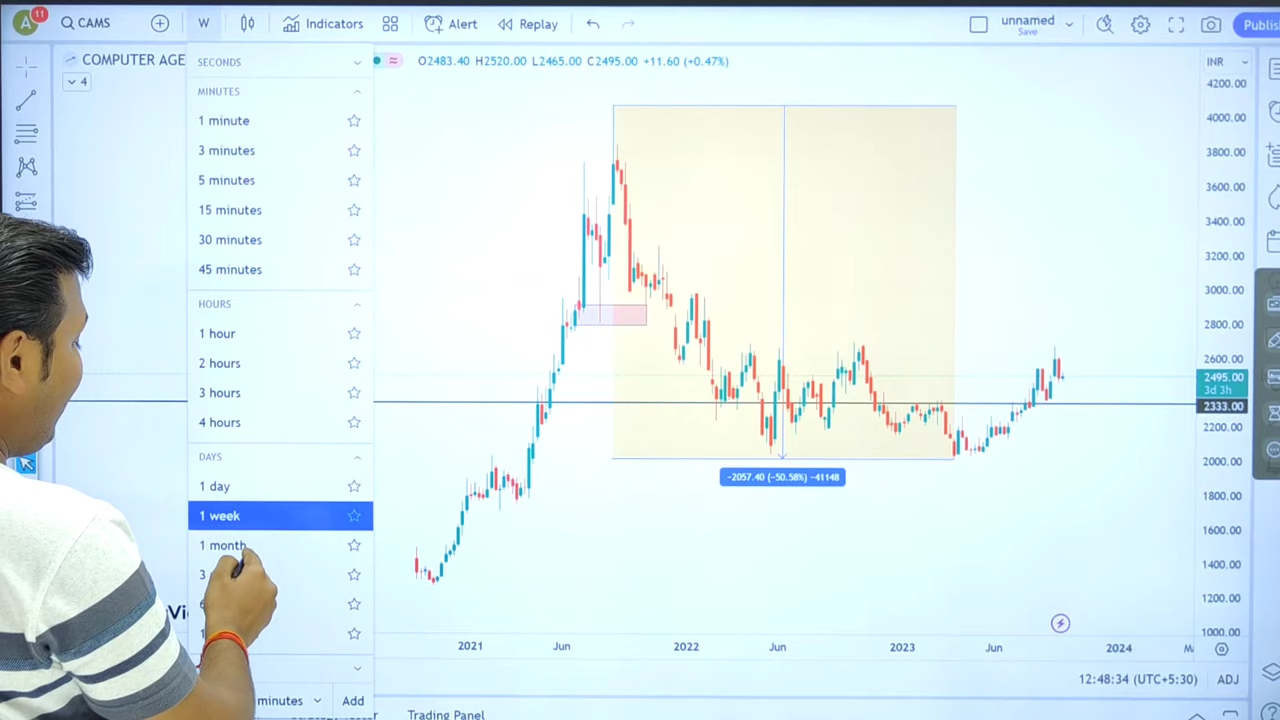 A 11 CAMS W Indicators Alert Replay unnamed Save Publis
COMPUTER AGE O2483.40 H2520.00 L2465.00 C2495.00 +11.60 (+0.47%) INR
4
SECONDS
MINUTES
1 minute
3 minutes
5 minutes
15 minutes
30 minutes
45 minutes
HOURS
1 hour
2 hours
3 hours
4 hours
DAYS
1 day
1 week
1 month
3
minutes Add
4200.00
4000.00
3800.00
3600.00
3400.00
3200.00
3000.00
2800.00
2600.00
2495.00
3d 3h
2333.00
2200.00
2000.00
1800.00
1600.00
1400.00
1200.00
1000.00
−2057.40 (−50.58%) −41148
2021 Jun 2022 Jun 2023 Jun 2024
12:48:34 (UTC+5:30) ADJ
Trading Panel